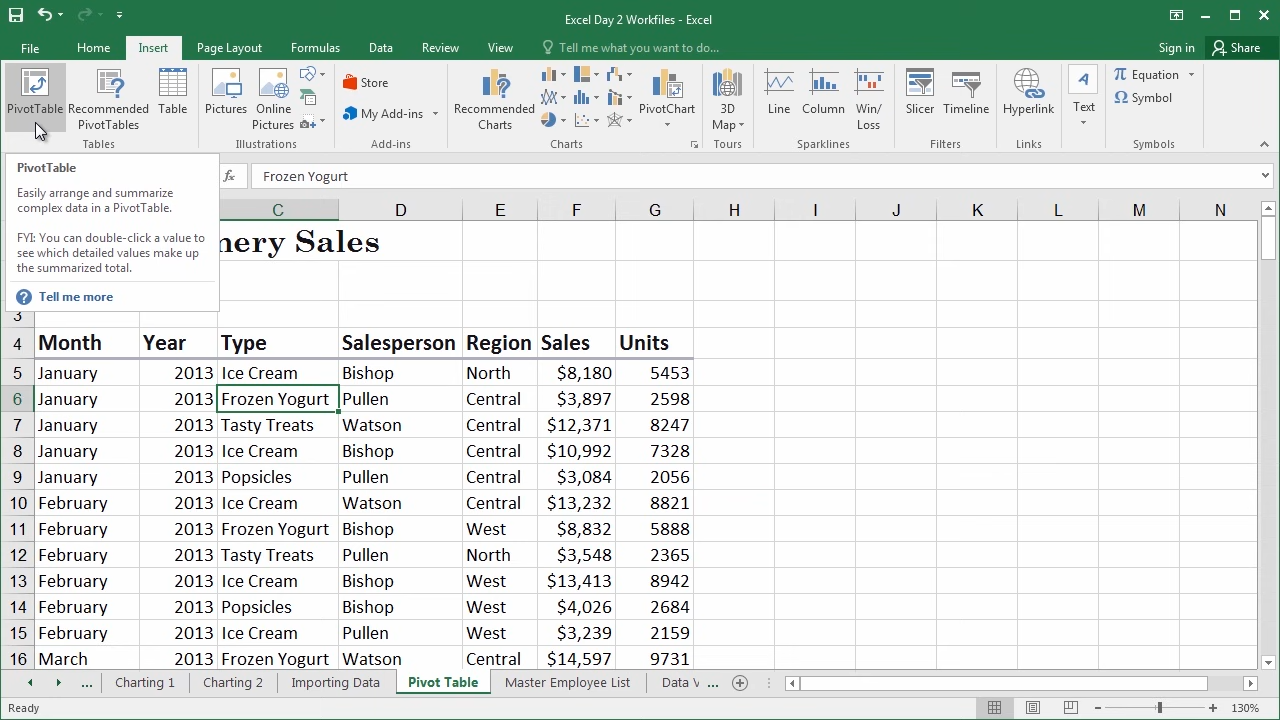 Excel Day 2 Workfiles - Excel
File Home Insert Page Layout Formulas Data Review View Tell me what you want to do... Sign in Share
PivotTable Recommended PivotTables Table Pictures Online Pictures Store My Add-ins Recommended Charts PivotChart 3D Map Line Column Win/Loss Slicer Timeline Hyperlink A Text π Equation Ω Symbol
Tables Illustrations Add-ins Charts Tours Sparklines Filters Links Symbols
PivotTable
Easily arrange and summarize
complex data in a PivotTable.
FYI: You can double-click a value to
see which detailed values make up
the summarized total.
? Tell me more
fx Frozen Yogurt
C D E F G H I J K L M N
nery Sales
3
4 Month Year Type Salesperson Region Sales Units
5 January 2013 Ice Cream Bishop North $8,180 5453
6 January 2013 Frozen Yogurt Pullen Central $3,897 2598
7 January 2013 Tasty Treats Watson Central $12,371 8247
8 January 2013 Ice Cream Bishop Central $10,992 7328
9 January 2013 Popsicles Pullen Central $3,084 2056
10 February 2013 Ice Cream Watson Central $13,232 8821
11 February 2013 Frozen Yogurt Bishop West $8,832 5888
12 February 2013 Tasty Treats Pullen North $3,548 2365
13 February 2013 Ice Cream Bishop West $13,413 8942
14 February 2013 Popsicles Bishop West $4,026 2684
15 February 2013 Ice Cream Pullen West $3,239 2159
16 March 2013 Frozen Yogurt Watson Central $14,597 9731
... Charting 1 Charting 2 Importing Data Pivot Table Master Employee List Data V ...
Ready 130%